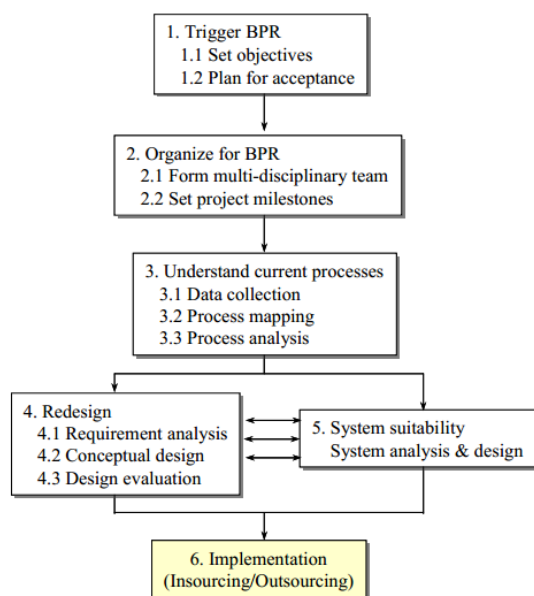 1. Trigger BPR
1.1 Set objectives
1.2 Plan for acceptance
2. Organize for BPR
2.1 Form multi-disciplinary team
2.2 Set project milestones
3. Understand current processes
3.1 Data collection
3.2 Process mapping
3.3 Process analysis
4. Redesign
4.1 Requirement analysis
4.2 Conceptual design
4.3 Design evaluation
5. System suitability
System analysis & design
6. Implementation
(Insourcing/Outsourcing)